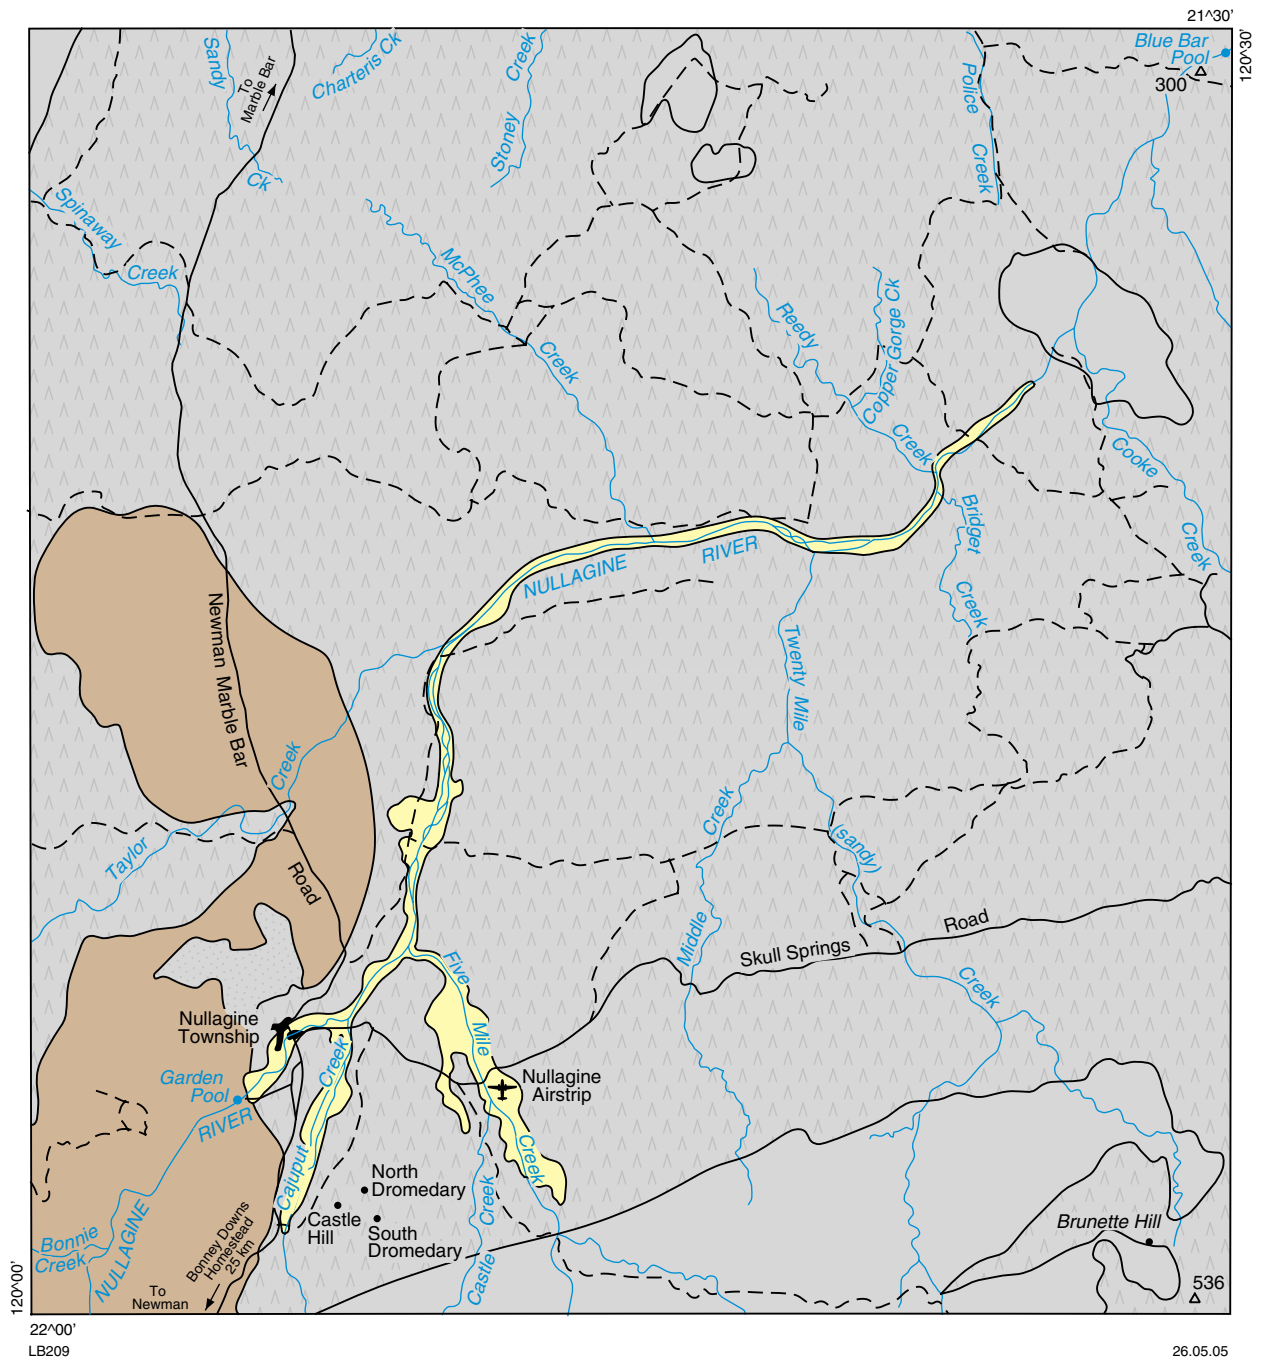 21^30'
120^30'
Blue Bar
Pool
300
Sandy
Ck
To
Marble Bar
Charteris Ck
Stoney
Creek
Police
Creek
Spinaway
Creek
McPhee
Creek
Reedy
Creek
Copper Gorge Ck
Cooke
Creek
Bridget
Creek
NULLAGINE
RIVER
Newman Marble Bar
Road
Twenty Mile
(sandy)
Creek
Taylor
Creek
Middle
Creek
Skull Springs
Road
Five
Mile
Creek
Nullagine
Township
Nullagine
Airstrip
Garden
Pool
RIVER
NULLAGINE
Cajuput
Creek
North
Dromedary
Castle
Hill
South
Dromedary
Castle
Creek
Bonnie
Creek
Bonney Downs
Homestead
25 km
To
Newman
Brunette Hill
536
120^00'
22^00'
LB209
26.05.05